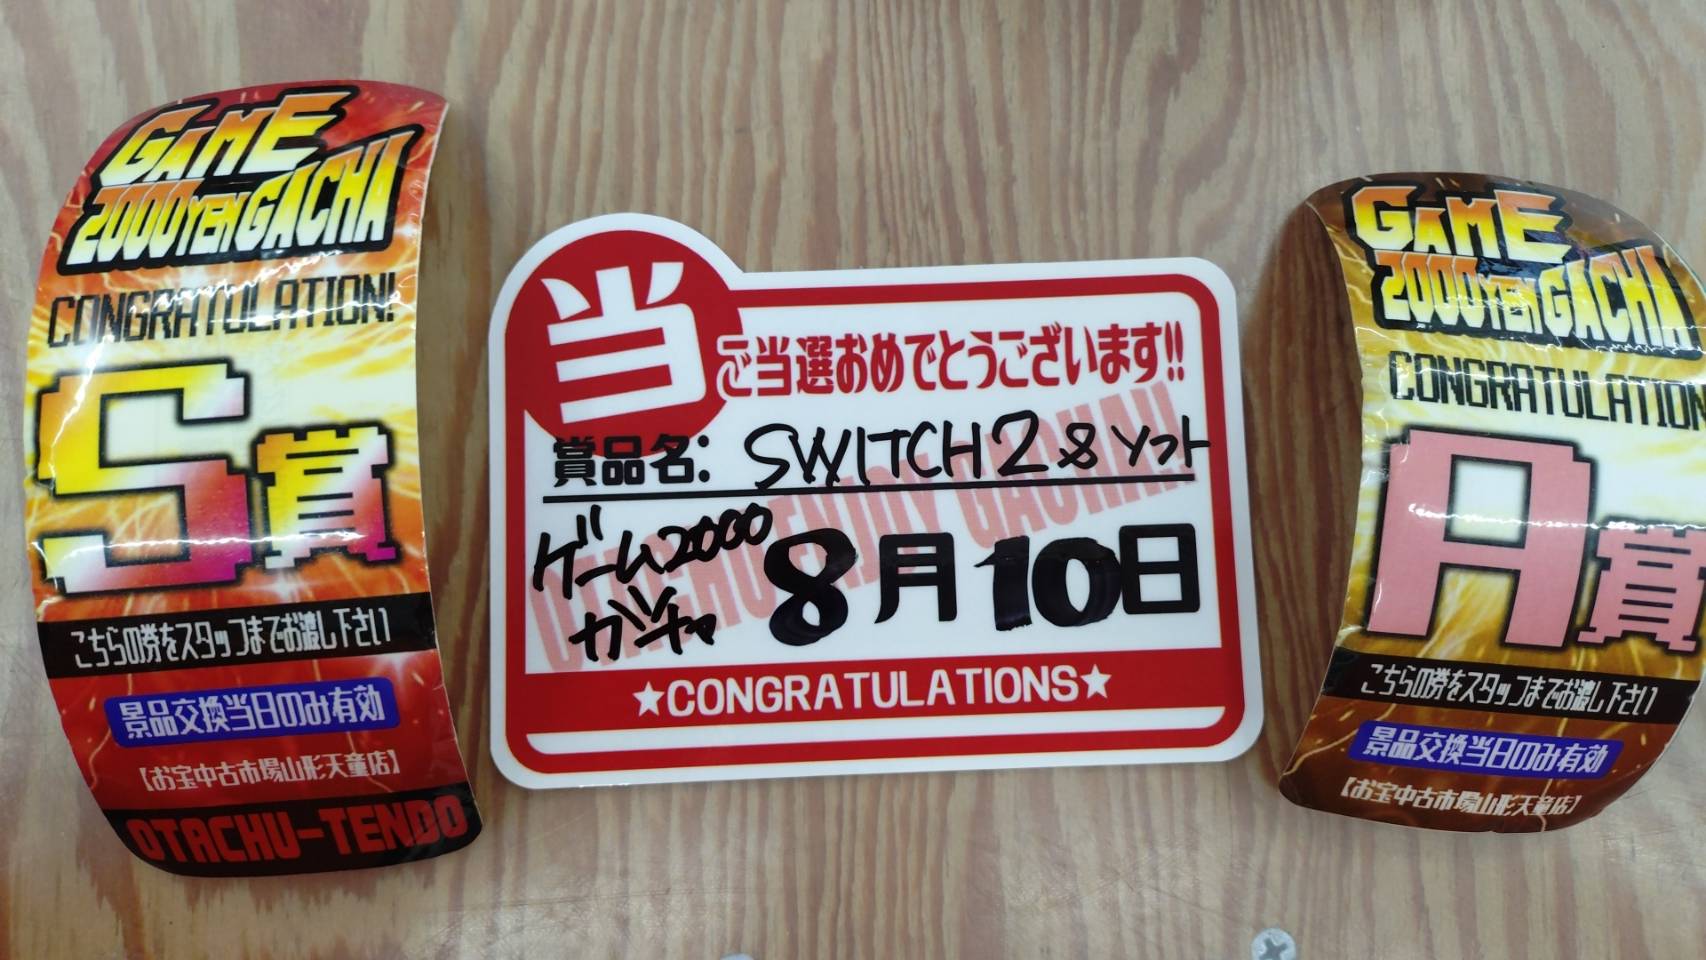 GAME
2000YENGACHA
CONGRATULATION!
S賞
こちらの券をスタッフまでお渡し下さい
景品交換当日のみ有効
【お宝中古市場山形天童店】
OTACHU-TENDO
当
ご当選おめでとうございます!!
賞品名: SWITCH2&ソフト
ゲーム2000
ガチャ
8月10日
★CONGRATULATIONS★
GAME
2000YENGACHA
CONGRATULATION
A賞
こちらの券をスタッフまでお渡し下さい
景品交換当日のみ有効
【お宝中古市場山形天童店】